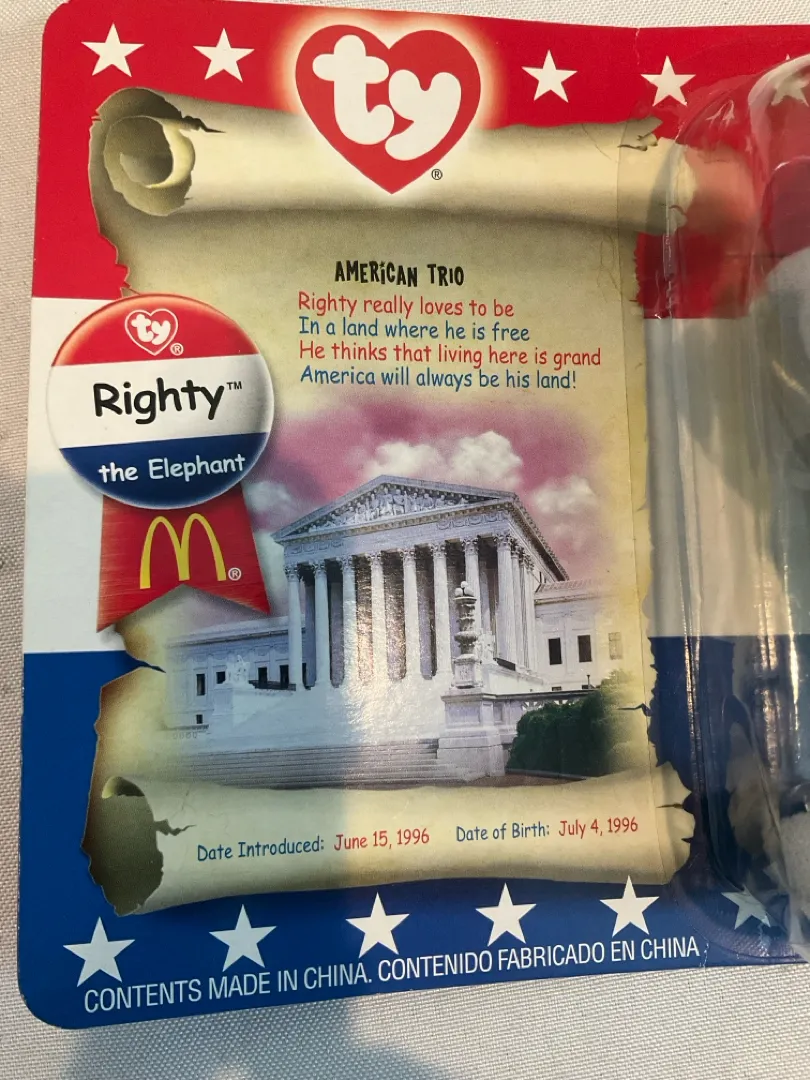 ty®
AMERICAN TRIO
Righty really loves to be
In a land where he is free
He thinks that living here is grand
America will always be his land!
ty®
Righty™
the Elephant
M®
Date Introduced: June 15, 1996 Date of Birth: July 4, 1996
CONTENTS MADE IN CHINA. CONTENIDO FABRICADO EN CHINA